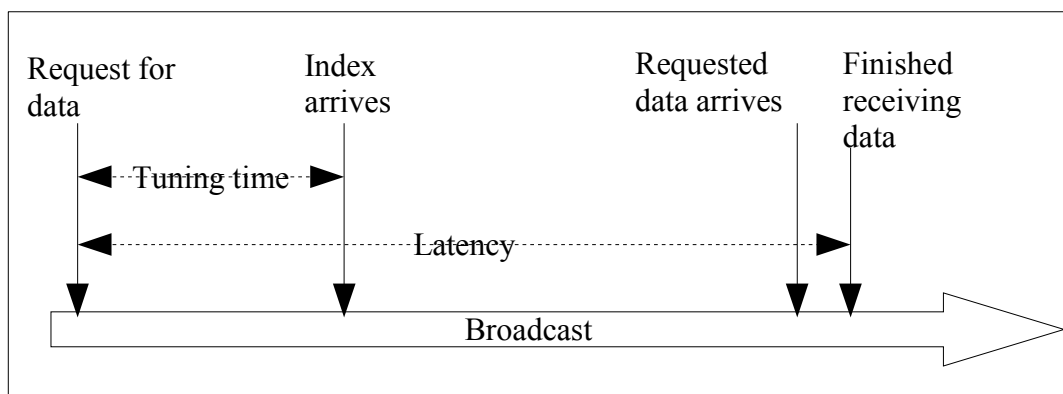 Request for
data
Index
arrives
Requested
data arrives
Finished
receiving
data
Tuning time
Latency
Broadcast